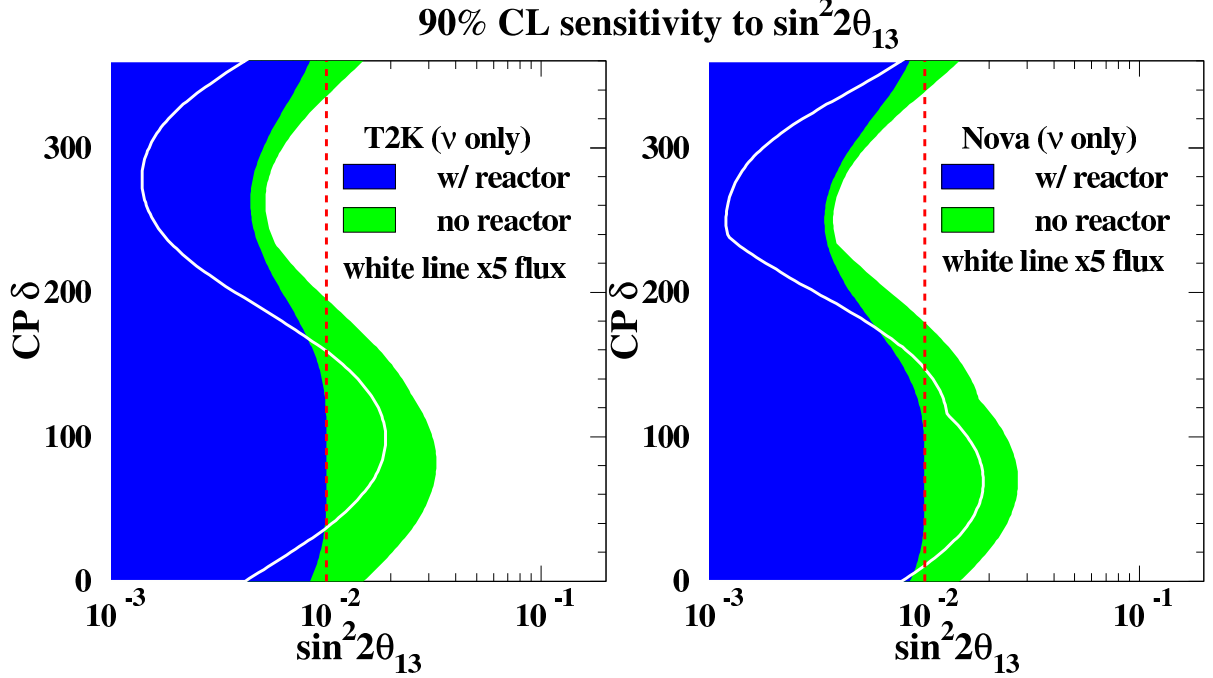 90% CL sensitivity to sin²2θ₁₃
T2K (ν only)
w/ reactor
no reactor
white line x5 flux
CP δ
300
200
100
0
10⁻³
10⁻²
10⁻¹
sin²2θ₁₃
Nova (ν only)
w/ reactor
no reactor
white line x5 flux
CP δ
300
200
100
0
10⁻³
10⁻²
10⁻¹
sin²2θ₁₃